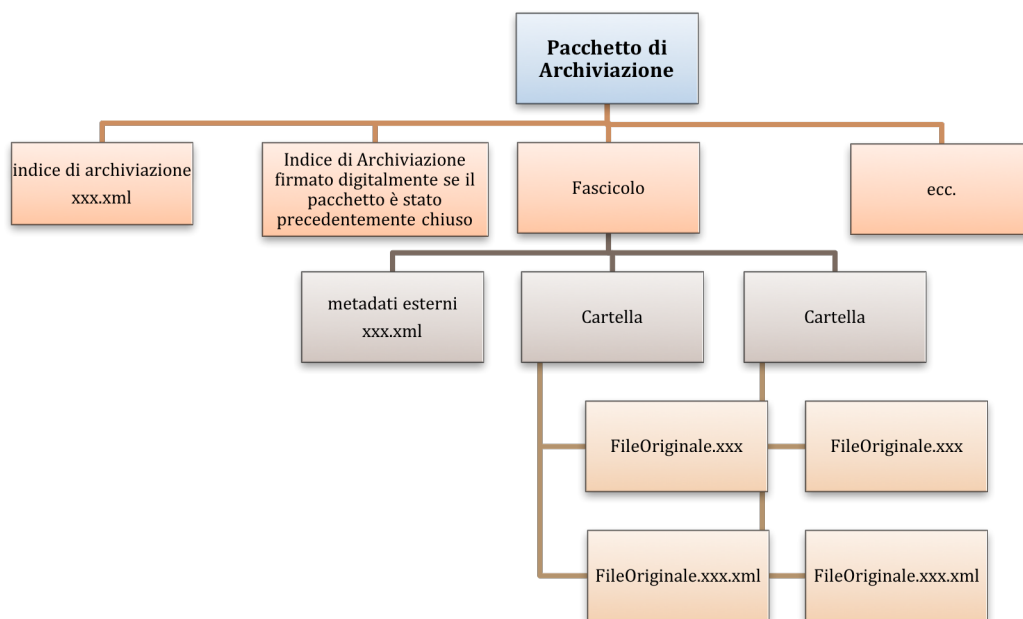 Pacchetto di
Archiviazione
indice di archiviazione
xxx.xml
Indice di Archiviazione
firmato digitalmente se il
pacchetto è stato
precedentemente chiuso
Fascicolo
ecc.
metadati esterni
xxx.xml
Cartella
Cartella
FileOriginale.xxx
FileOriginale.xxx
FileOriginale.xxx.xml
FileOriginale.xxx.xml